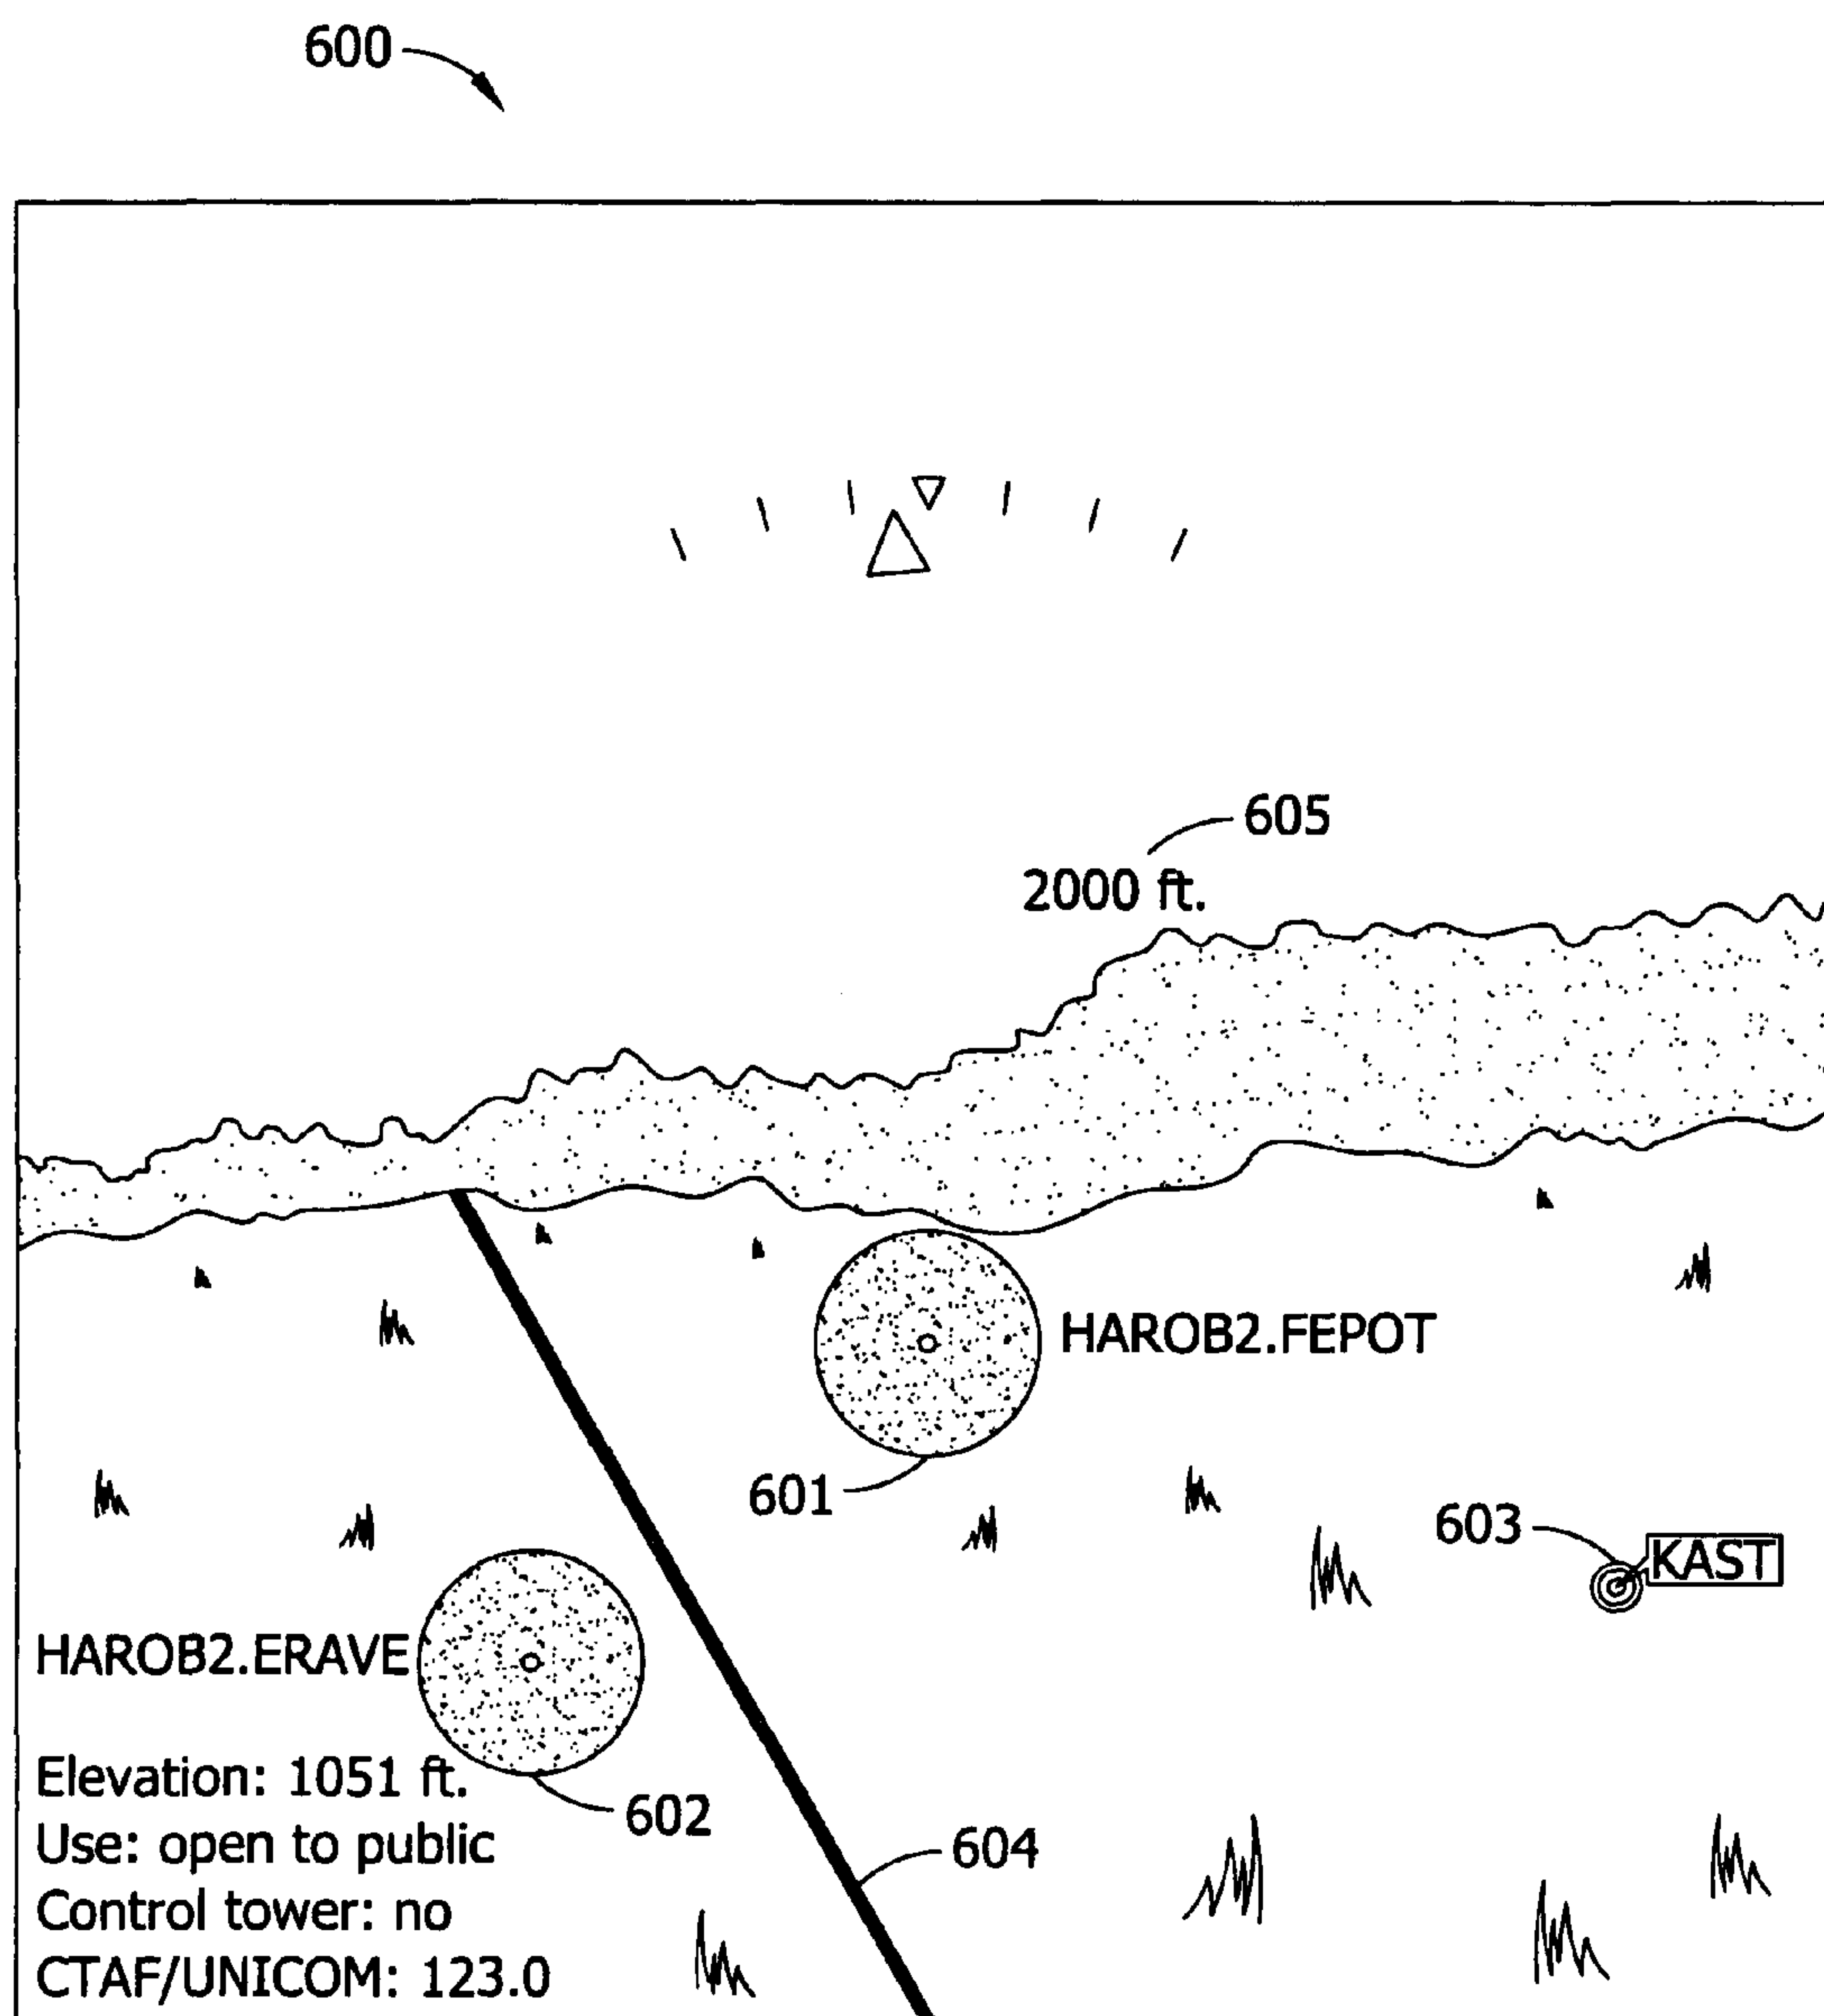 600
605
2000 ft.
HAROB2.FEPOT
601
603
KAST
HAROB2.ERAVE
602
604
Elevation: 1051 ft.
Use: open to public
Control tower: no
CTAF/UNICOM: 123.0